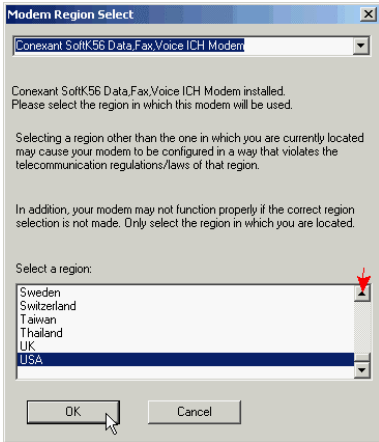 Modem Region Select
Conexant SoftK56 Data,Fax,Voice ICH Modem
Conexant SoftK56 Data,Fax,Voice ICH Modem installed.
Please select the region in which this modem will be used.
Selecting a region other than the one in which you are currently located
may cause your modem to be configured in a way that violates the
telecommunication regulations/laws of that region.
In addition, your modem may not function properly if the correct region
selection is not made. Only select the region in which you are located.
Select a region:
Sweden
Switzerland
Taiwan
Thailand
UK
USA
OK
Cancel